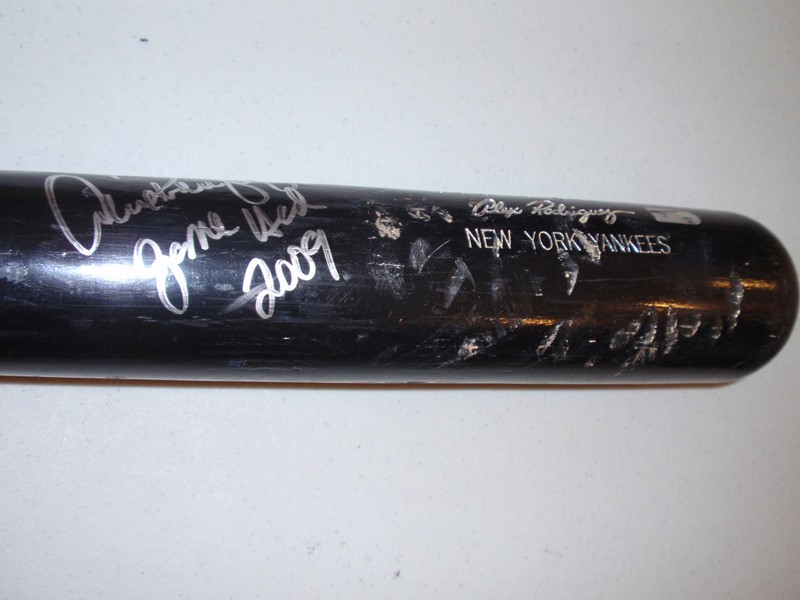 Game Used
2009
Alex Rodriguez
NEW YORK YANKEES